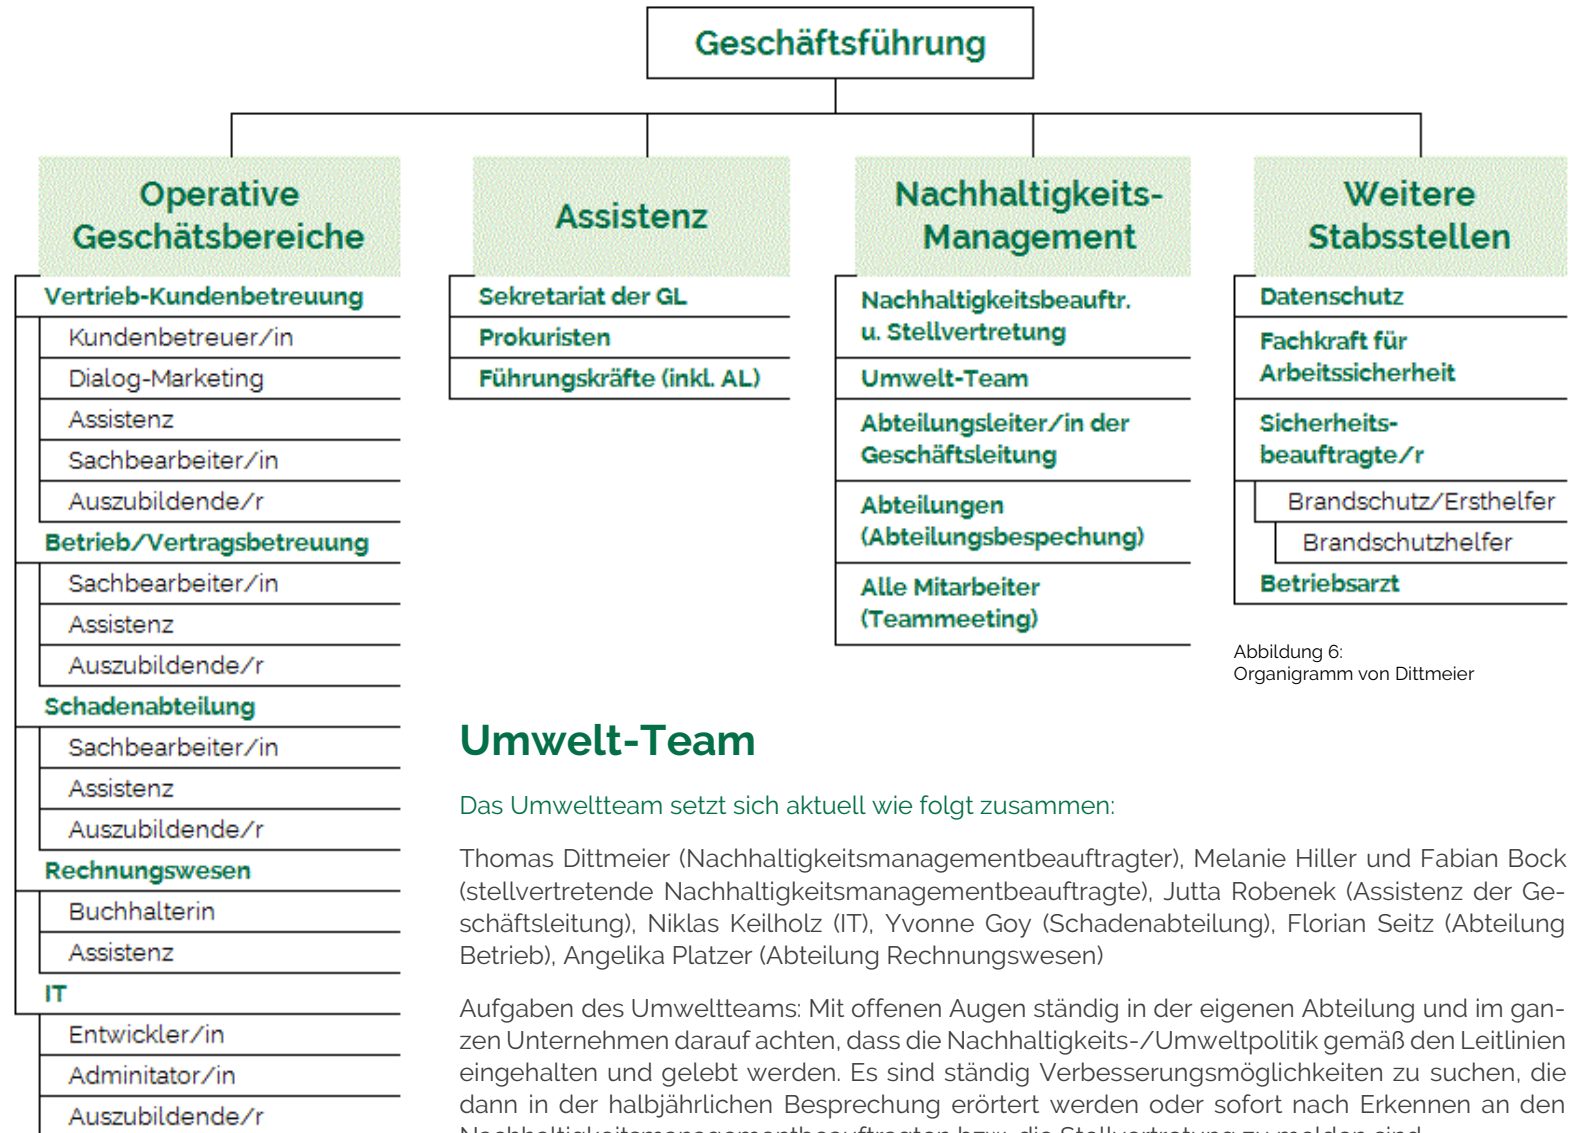 Geschäftsführung
Operative
Geschätsbereiche
Vertrieb-Kundenbetreuung
Kundenbetreuer/in
Dialog-Marketing
Assistenz
Sachbearbeiter/in
Auszubildende/r
Betrieb/Vertragsbetreuung
Sachbearbeiter/in
Assistenz
Auszubildende/r
Schadenabteilung
Sachbearbeiter/in
Assistenz
Auszubildende/r
Rechnungswesen
Buchhalterin
Assistenz
IT
Entwickler/in
Adminitator/in
Auszubildende/r
Assistenz
Sekretariat der GL
Prokuristen
Führungskräfte (inkl. AL)
Nachhaltigkeits-
Management
Nachhaltigkeitsbeauftr.
u. Stellvertretung
Umwelt-Team
Abteilungsleiter/in der
Geschäftsleitung
Abteilungen
(Abteilungsbespechung)
Alle Mitarbeiter
(Teammeeting)
Weitere
Stabsstellen
Datenschutz
Fachkraft für
Arbeitssicherheit
Sicherheits-
beauftragte/r
Brandschutz/Ersthelfer
Brandschutzhelfer
Betriebsarzt
Abbildung 6:
Organigramm von Dittmeier
Umwelt-Team
Das Umweltteam setzt sich aktuell wie folgt zusammen:
Thomas Dittmeier (Nachhaltigkeitsmanagementbeauftragter), Melanie Hiller und Fabian Bock
(stellvertretende Nachhaltigkeitsmanagementbeauftragte), Jutta Robenek (Assistenz der Ge-
schäftsleitung), Niklas Keilholz (IT), Yvonne Goy (Schadenabteilung), Florian Seitz (Abteilung
Betrieb), Angelika Platzer (Abteilung Rechnungswesen)
Aufgaben des Umweltteams: Mit offenen Augen ständig in der eigenen Abteilung und im gan-
zen Unternehmen darauf achten, dass die Nachhaltigkeits-/Umweltpolitik gemäß den Leitlinien
eingehalten und gelebt werden. Es sind ständig Verbesserungsmöglichkeiten zu suchen, die
dann in der halbjährlichen Besprechung erörtert werden oder sofort nach Erkennen an den
Nachhaltigkeitsmanagementbeauftragten bzw. die Stellvertretung zu melden sind